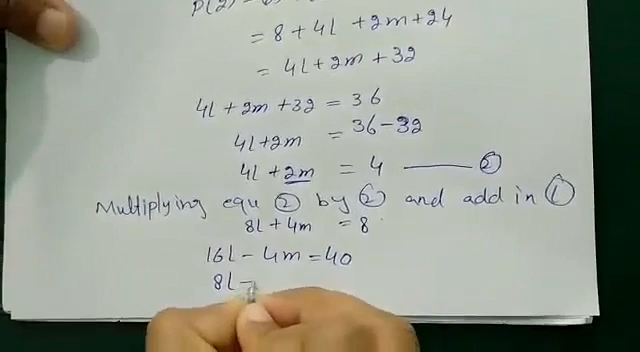 = 8 + 4l + 2m + 24
= 4l + 2m + 32
4l + 2m + 32 = 36
4l + 2m = 36 - 32
4l + 2m = 4 —— ②
Multiplying equ ② by ② and add in ①
8l + 4m = 8
16l - 4m = 40
8l -